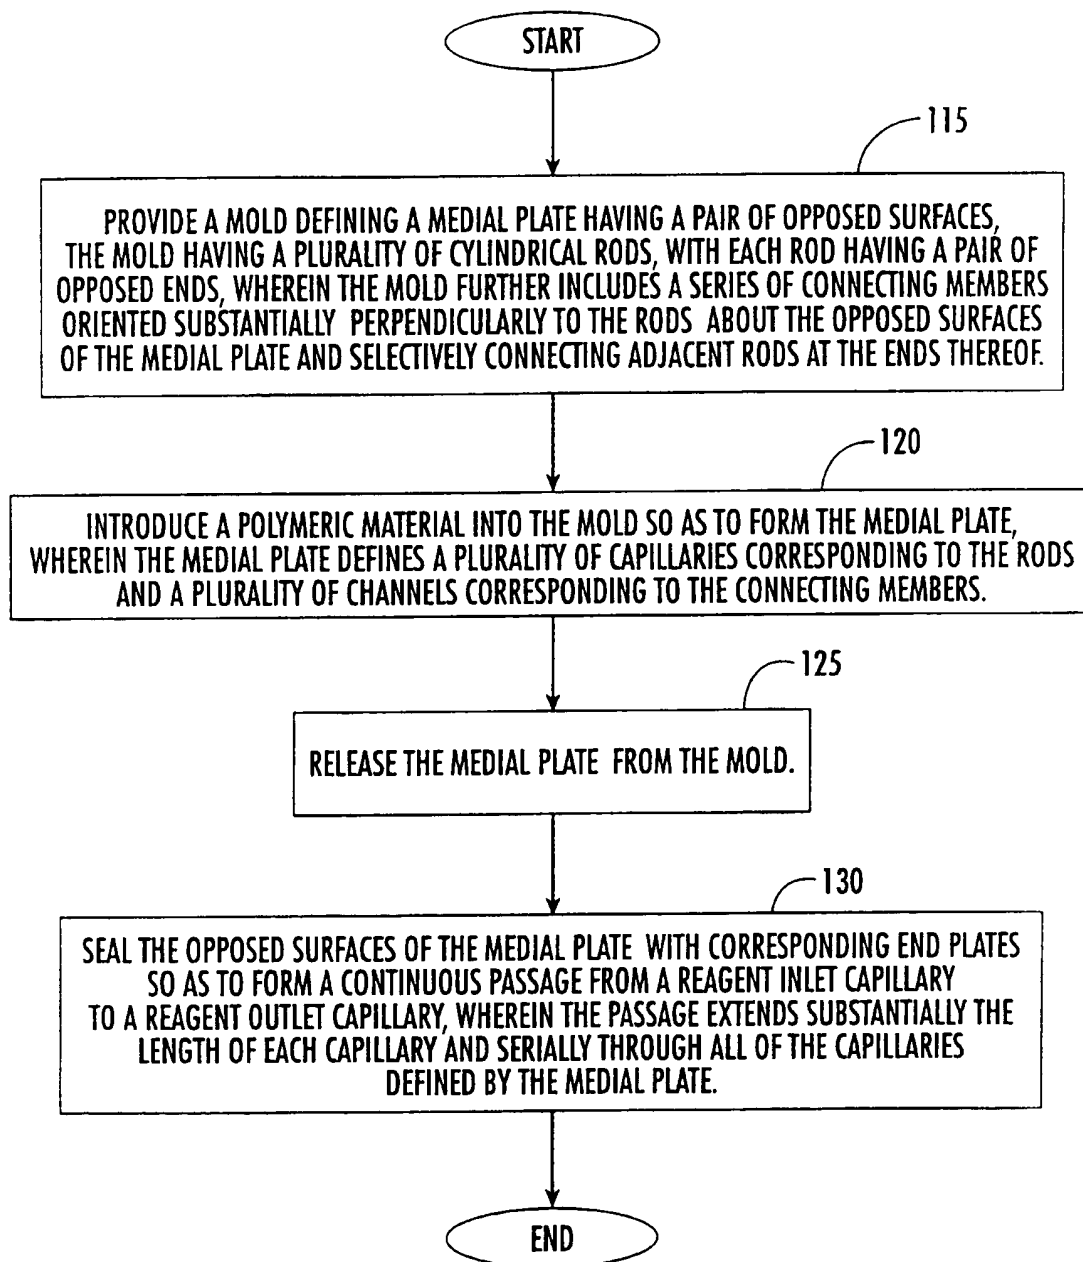 START
115
PROVIDE A MOLD DEFINING A MEDIAL PLATE HAVING A PAIR OF OPPOSED SURFACES,
THE MOLD HAVING A PLURALITY OF CYLINDRICAL RODS, WITH EACH ROD HAVING A PAIR OF
OPPOSED ENDS, WHEREIN THE MOLD FURTHER INCLUDES A SERIES OF CONNECTING MEMBERS
ORIENTED SUBSTANTIALLY PERPENDICULARLY TO THE RODS ABOUT THE OPPOSED SURFACES
OF THE MEDIAL PLATE AND SELECTIVELY CONNECTING ADJACENT RODS AT THE ENDS THEREOF.
120
INTRODUCE A POLYMERIC MATERIAL INTO THE MOLD SO AS TO FORM THE MEDIAL PLATE,
WHEREIN THE MEDIAL PLATE DEFINES A PLURALITY OF CAPILLARIES CORRESPONDING TO THE RODS
AND A PLURALITY OF CHANNELS CORRESPONDING TO THE CONNECTING MEMBERS.
125
RELEASE THE MEDIAL PLATE FROM THE MOLD.
130
SEAL THE OPPOSED SURFACES OF THE MEDIAL PLATE WITH CORRESPONDING END PLATES
SO AS TO FORM A CONTINUOUS PASSAGE FROM A REAGENT INLET CAPILLARY
TO A REAGENT OUTLET CAPILLARY, WHEREIN THE PASSAGE EXTENDS SUBSTANTIALLY THE
LENGTH OF EACH CAPILLARY AND SERIALLY THROUGH ALL OF THE CAPILLARIES
DEFINED BY THE MEDIAL PLATE.
END